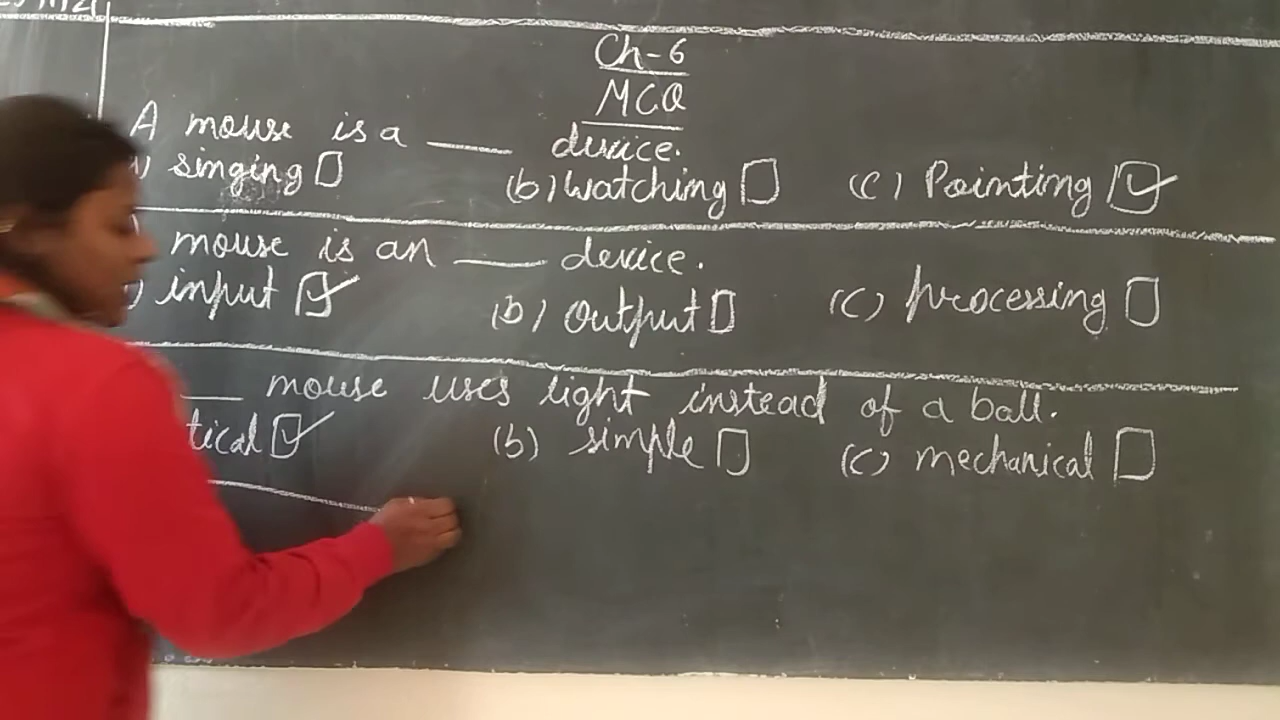 Ch-6
MCQ
A mouse is a ____ device.
) singing (b) watching (c) Pointing
mouse is an ____ device.
) input (b) output (c) processing
____ mouse uses light instead of a ball.
tical (b) simple (c) mechanical